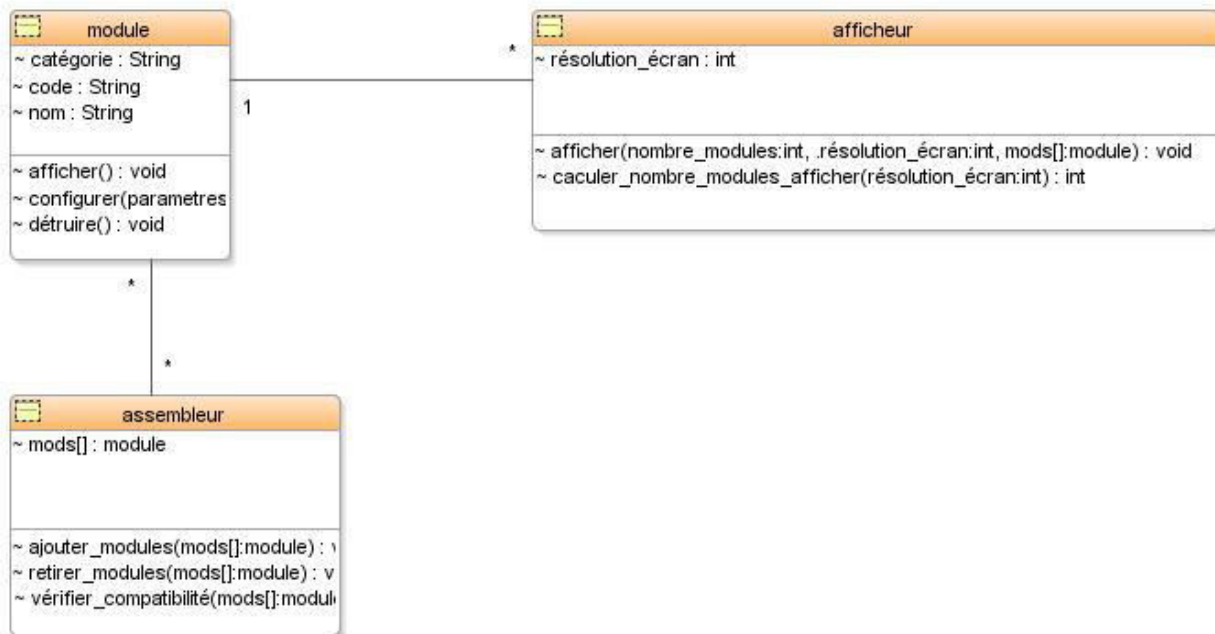 module
~ catégorie : String
~ code : String
~ nom : String
~ afficher() : void
~ configurer(parametres
~ détruire() : void
1
*
afficheur
~ résolution_écran : int
~ afficher(nombre_modules:int, .résolution_écran:int, mods[]:module) : void
~ caculer_nombre_modules_afficher(résolution_écran:int) : int
*
*
assembleur
~ mods[] : module
~ ajouter_modules(mods[]:module) : v
~ retirer_modules(mods[]:module) : v
~ vérifier_compatibilité(mods[]:module